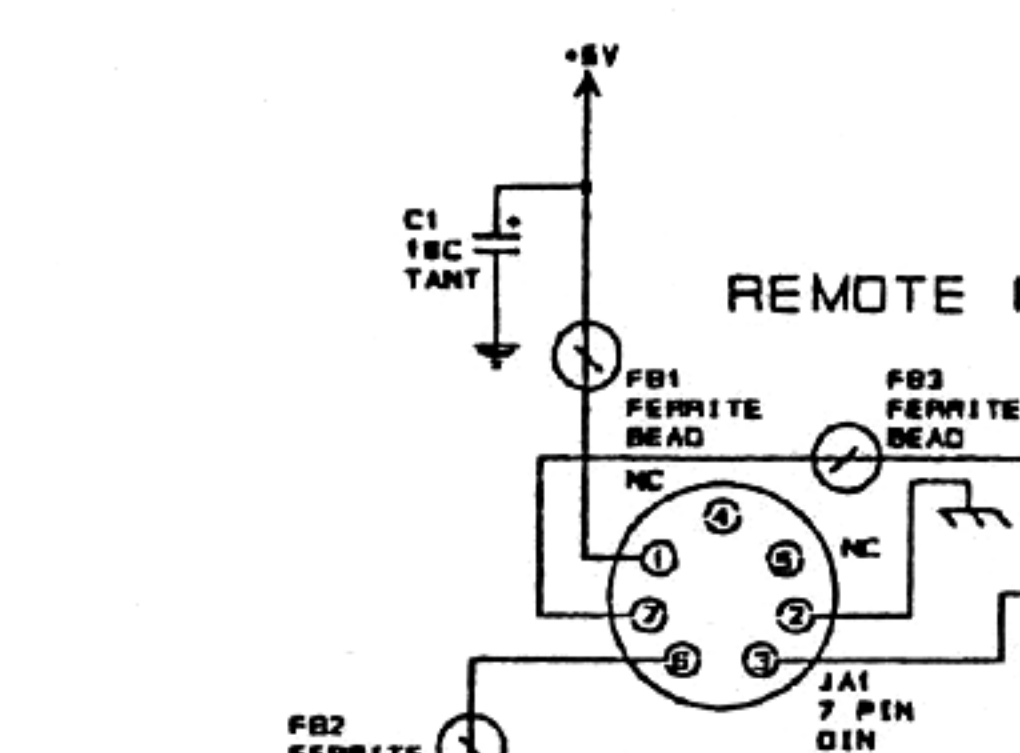 C1
TANT
REMOTE
FB1
FERRITE
BEAD
FB3
FERRITE
BEAD
NC
4
1
5
NC
7
2
6
3
JA1
7 PIN
DIN
FB2
FERRITE